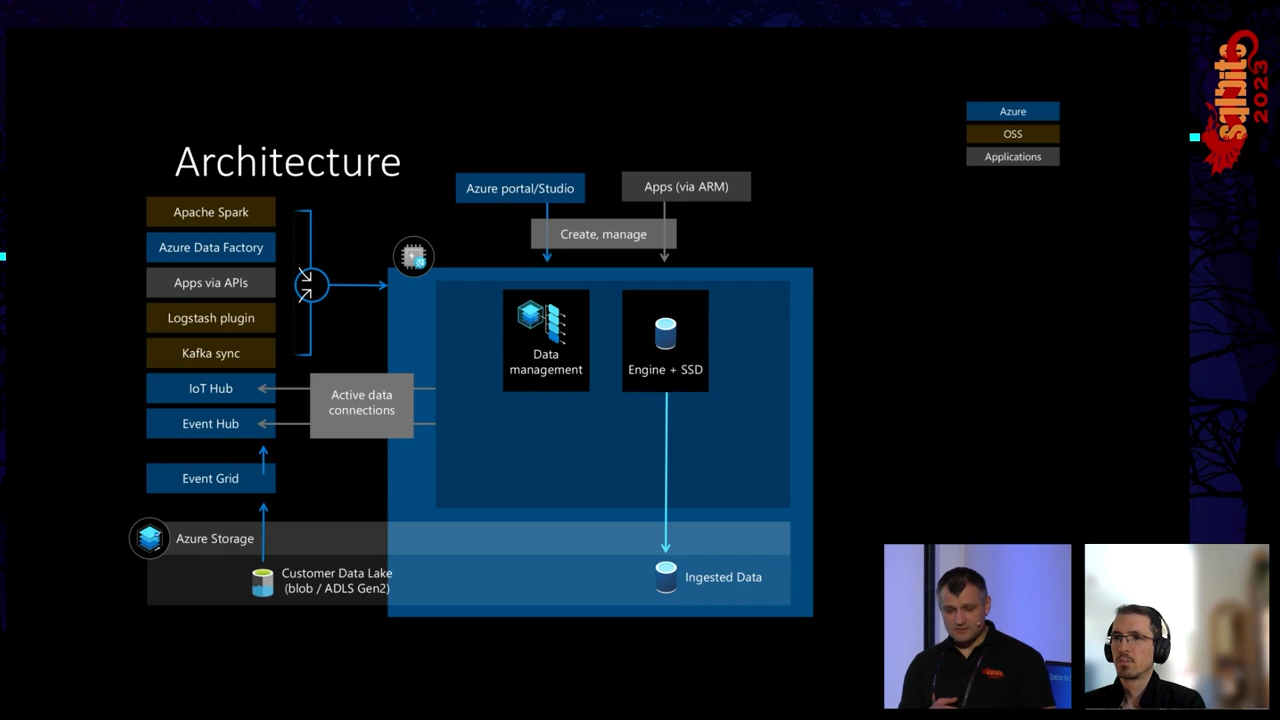 sqlbits
2023
Azure
OSS
Applications
Architecture
Azure portal/Studio
Apps (via ARM)
Create, manage
Apache Spark
Azure Data Factory
Apps via APIs
Logstash plugin
Kafka sync
IoT Hub
Event Hub
Event Grid
Active data
connections
Data
management
Engine + SSD
Azure Storage
Customer Data Lake
(blob / ADLS Gen2)
Ingested Data